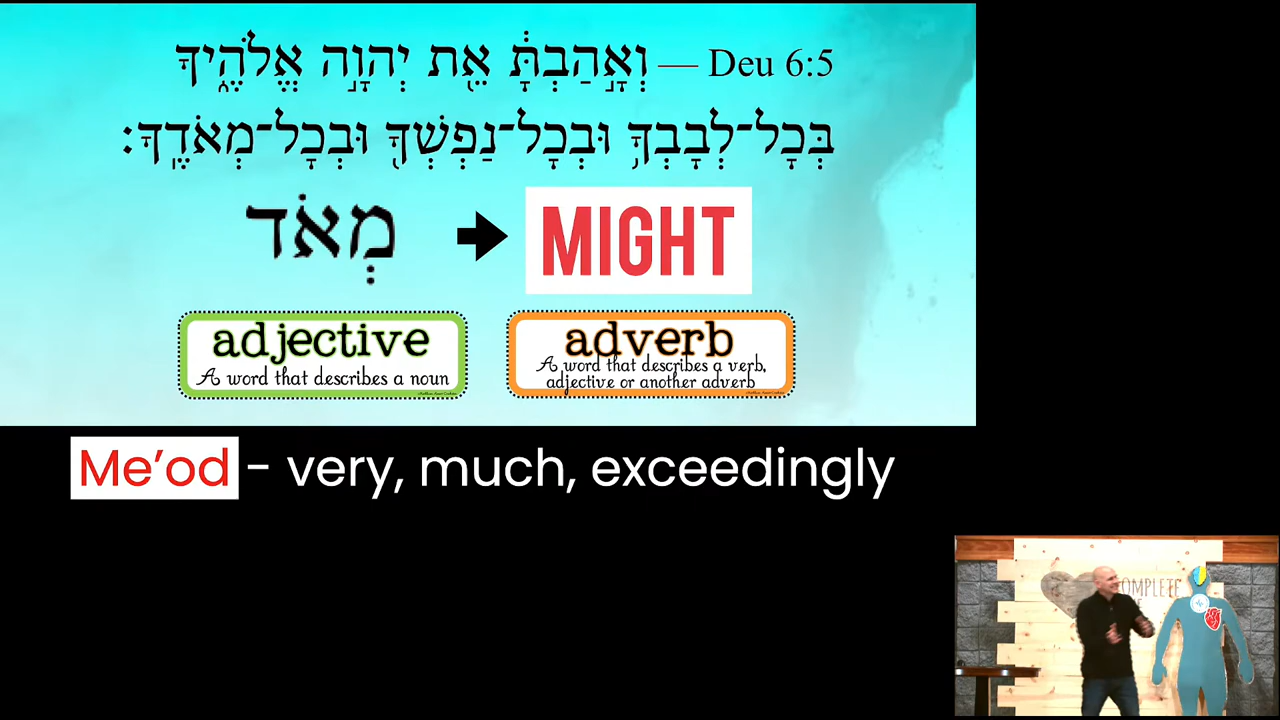 וְאָ֣הַבְתָּ֔ אֵ֖ת יְהוָ֣ה אֱלֹהֶ֑יךָ — Deu 6:5
בְּכָל־לְבָבְךָ֥ וּבְכָל־נַפְשְׁךָ֖ וּבְכָל־מְאֹדֶֽךָ׃
מְאֹד
MIGHT
adjective
A word that describes a noun
adverb
A word that describes a verb,
adjective or another adverb
Me’od - very, much, exceedingly
OMPLETE